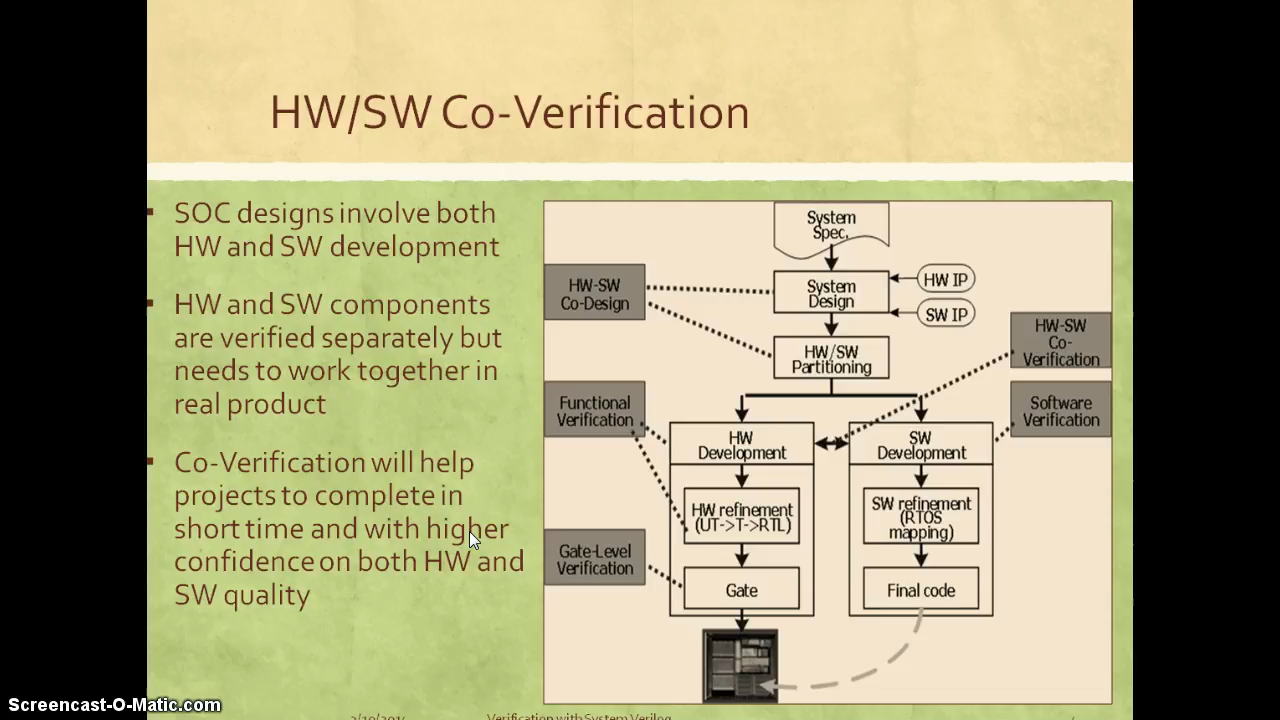 HW/SW Co-Verification
SOC designs involve both
HW and SW development
HW and SW components
are verified separately but
needs to work together in
real product
Co-Verification will help
projects to complete in
short time and with higher
confidence on both HW and
SW quality
System
Spec.
HW-SW
Co-Design
System
Design
HW IP
SW IP
HW/SW
Partitioning
HW-SW
Co-
Verification
Functional
Verification
Software
Verification
HW
Development
SW
Development
HW refinement
(UT->T->RTL)
SW refinement
(RTOS
mapping)
Gate-Level
Verification
Gate
Final code
Verification with System Verilog
Screencast-O-Matic.com